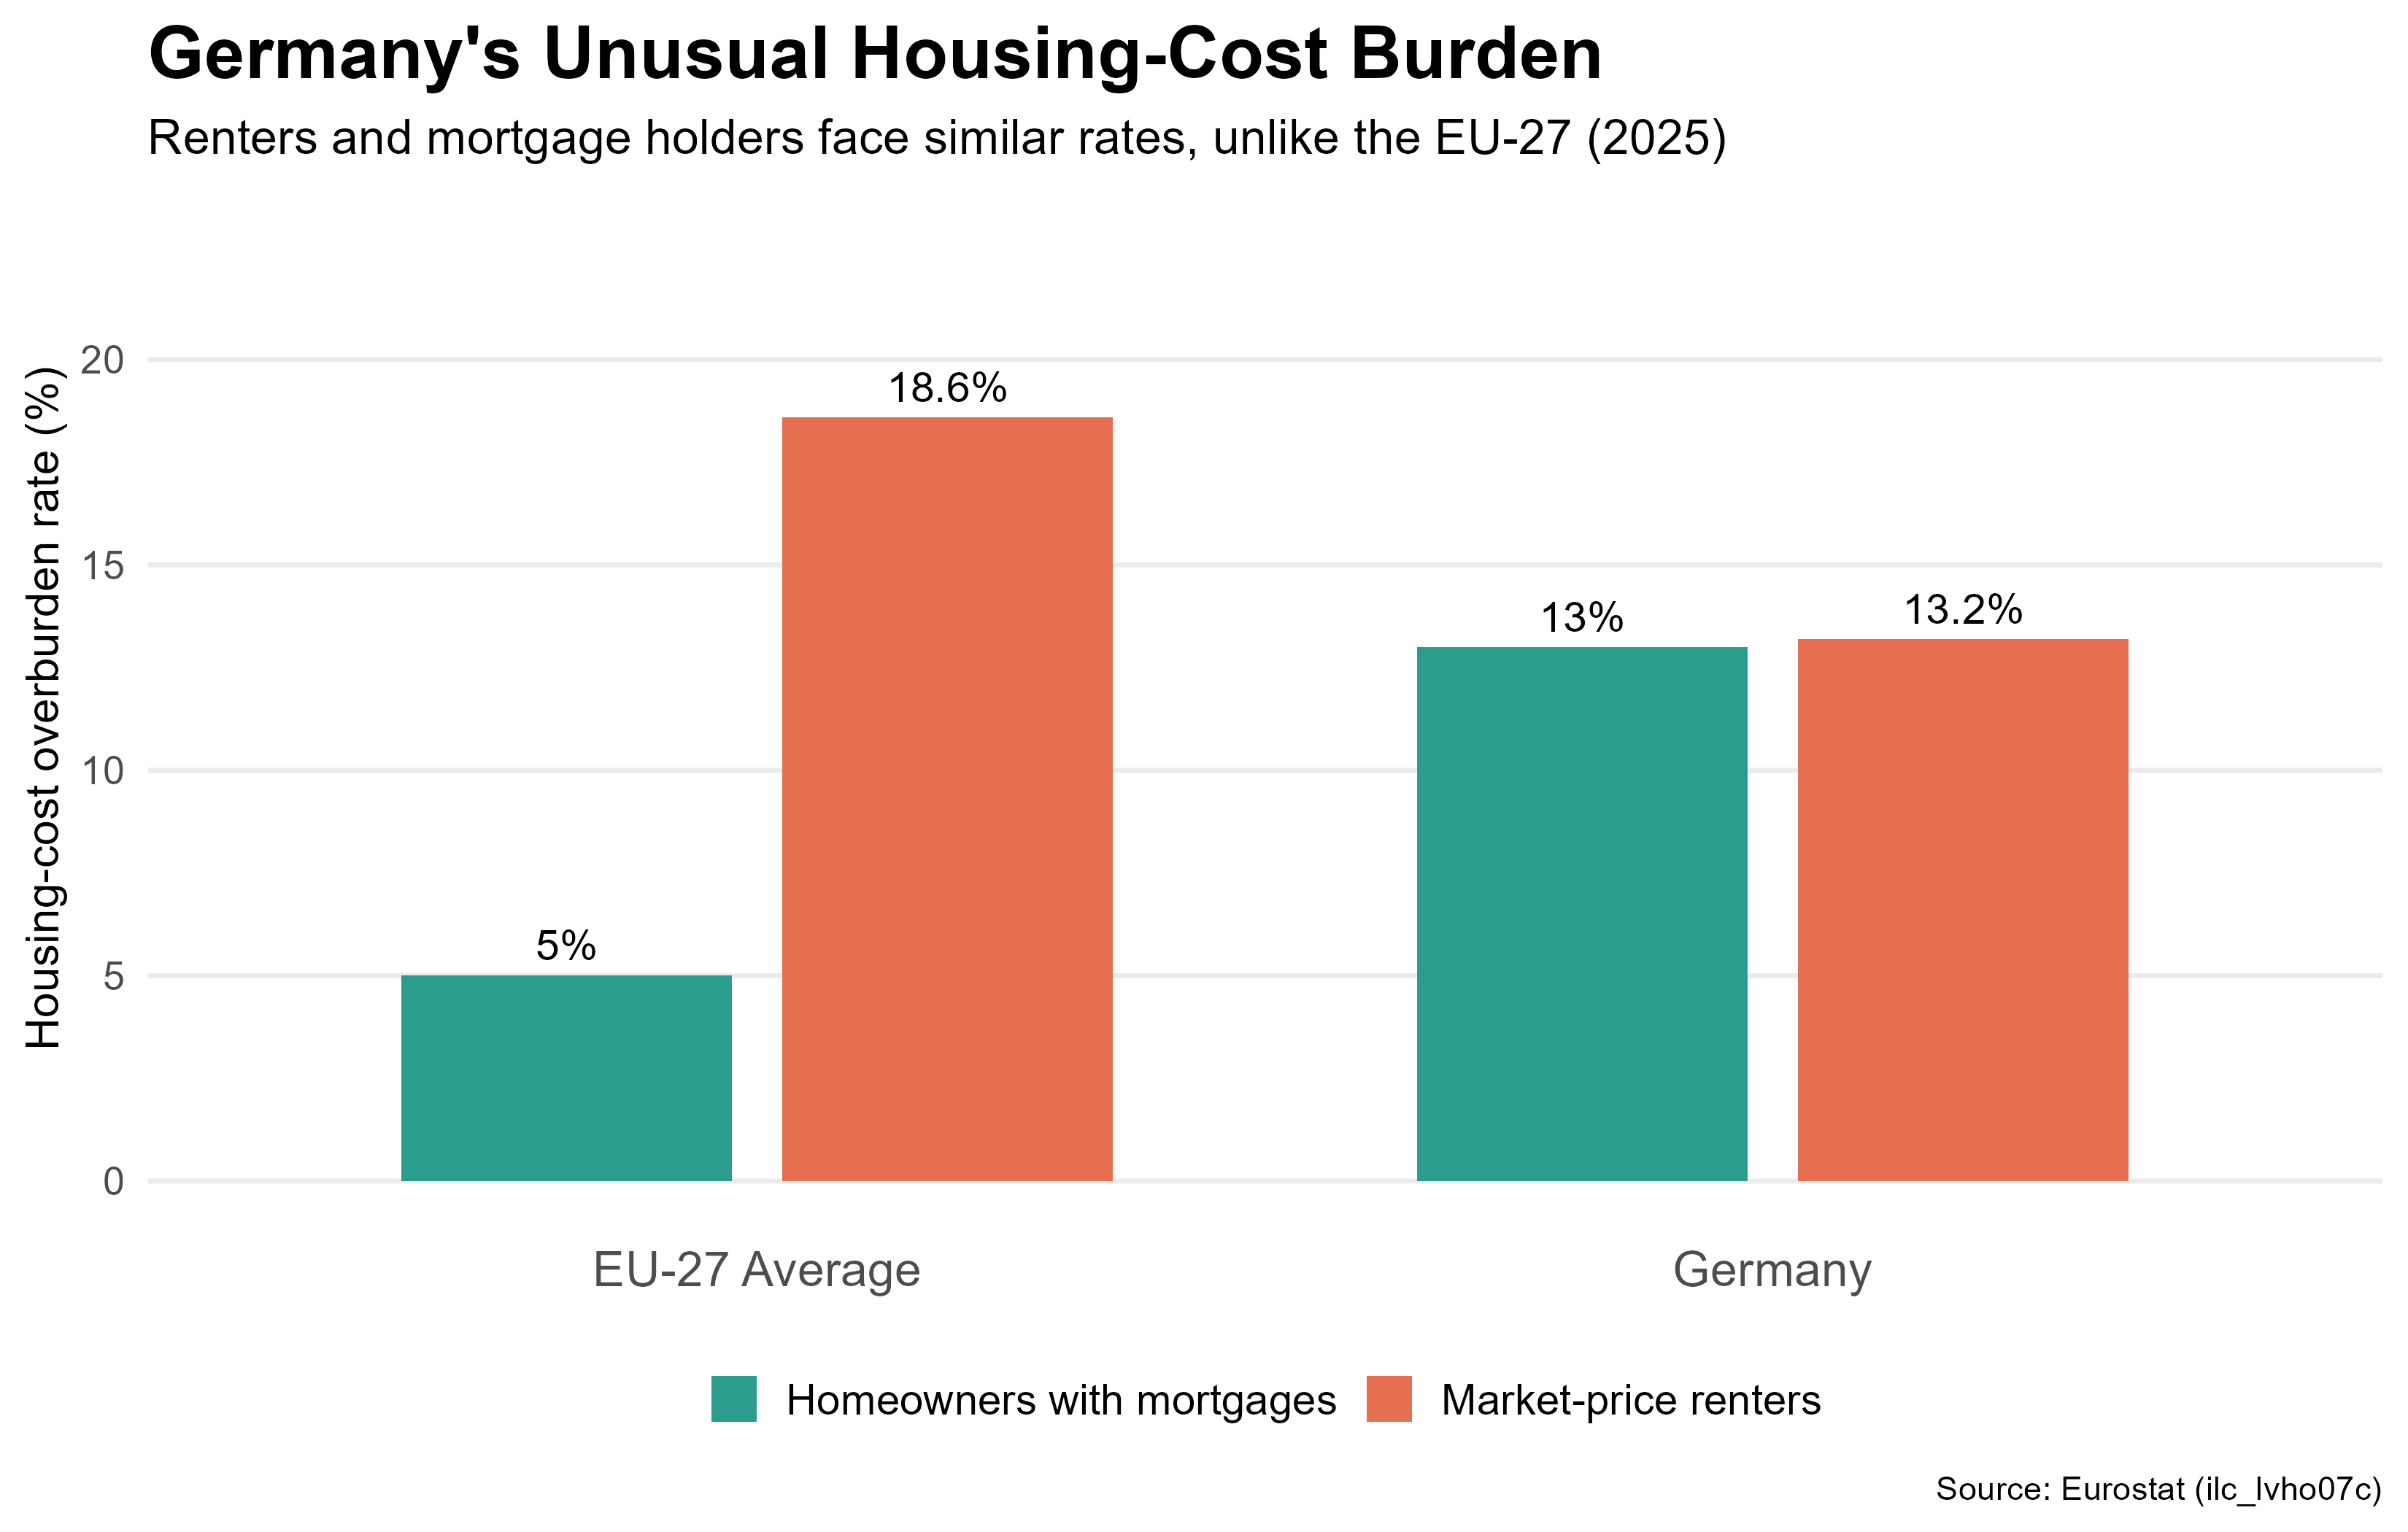 Germany's Unusual Housing-Cost Burden
Renters and mortgage holders face similar rates, unlike the EU-27 (2025)
Housing-cost overburden rate (%)
20
15
10
5
0
5%
18.6%
13%
13.2%
EU-27 Average
Germany
Homeowners with mortgages
Market-price renters
Source: Eurostat (ilc_lvho07c)